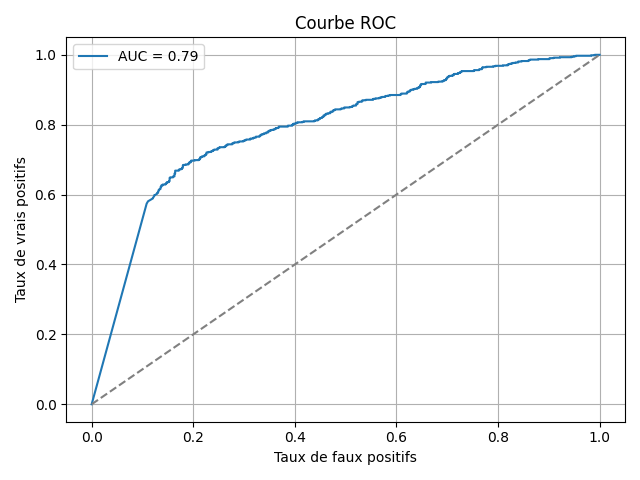 Courbe ROC
AUC = 0.79
Taux de vrais positifs
1.0
0.8
0.6
0.4
0.2
0.0
0.0 0.2 0.4 0.6 0.8 1.0
Taux de faux positifs